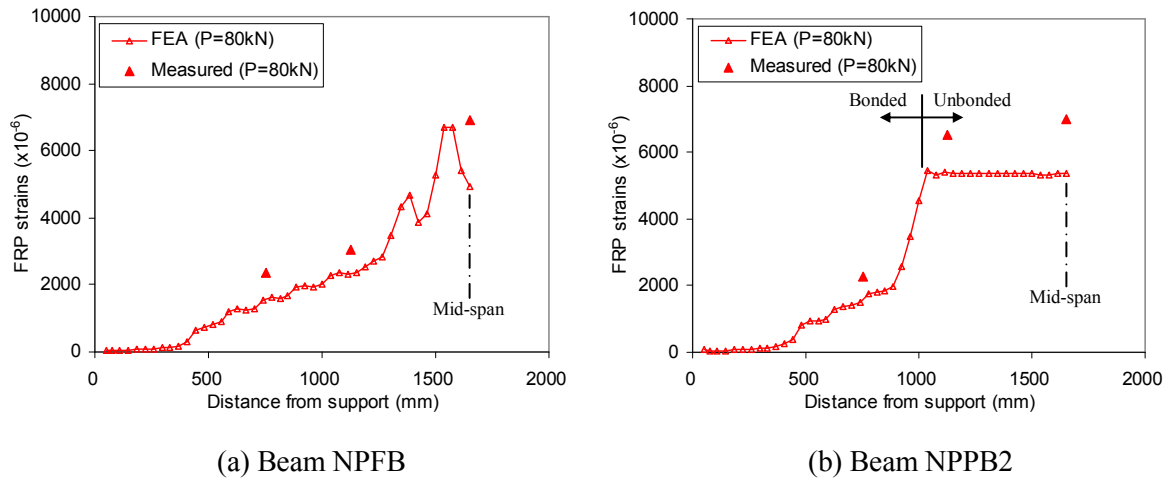 10000
8000
6000
4000
2000
0
FRP strains (x10⁻⁶)
FEA (P=80kN)
Measured (P=80kN)
Mid-span
0 500 1000 1500 2000
Distance from support (mm)
(a) Beam NPFB
10000
8000
6000
4000
2000
0
FRP strains (x10⁻⁶)
FEA (P=80kN)
Measured (P=80kN)
Bonded Unbonded
Mid-span
0 500 1000 1500 2000
Distance from support (mm)
(b) Beam NPPB2